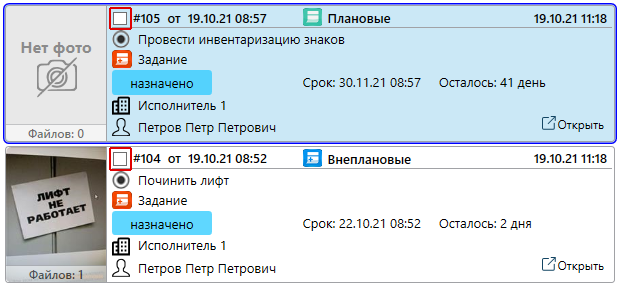 #105 от 19.10.21 08:57 Плановые 19.10.21 11:18
Нет фото
Провести инвентаризацию знаков
Задание
назначено Срок: 30.11.21 08:57 Осталось: 41 день
Исполнитель 1
Петров Петр Петрович Открыть
Файлов: 0
#104 от 19.10.21 08:52 Внеплановые 19.10.21 11:18
Починить лифт
ЛИФТ
НЕ
РАБОТАЕТ
Задание
назначено Срок: 22.10.21 08:52 Осталось: 2 дня
Исполнитель 1
Петров Петр Петрович Открыть
Файлов: 1